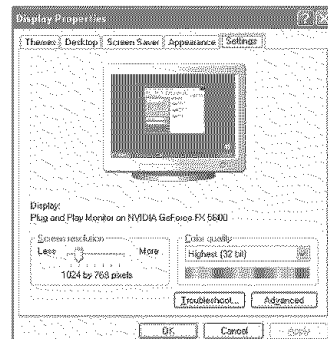 Display Properties
Themes Desktop Screen Saver Appearance Settings
Display:
Plug and Play Monitor on NVIDIA GeForce FX 5600
Screen resolution
Less More
1024 by 768 pixels
Color quality
Highest (32 bit)
Troubleshoot... Advanced
OK Cancel Apply